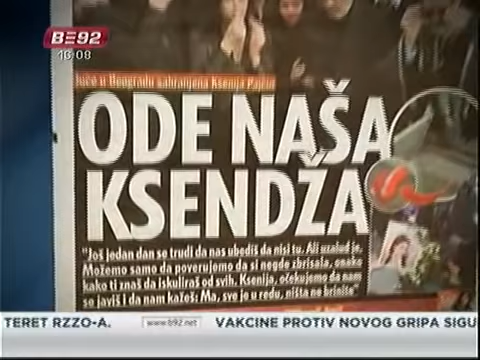 B92
16:08
juče u Beogradu sahranjena Ksenija Pajčin
ODE NAŠA
KSENDŽA
"Još jedan dan se trudi da nas ubediš da nisi tu. Ali uzalud je.
Možemo samo da poverujemo da si negde zbrisala, onako
kako ti znaš da iskuliraš od svih. Ksenija, očekujemo da nam
se javiš i da nam kažeš: Ma, sve je u redu, ništa ne brinite"
TERET RZZO-A. www.b92.net VAKCINE PROTIV NOVOG GRIPA SIGU